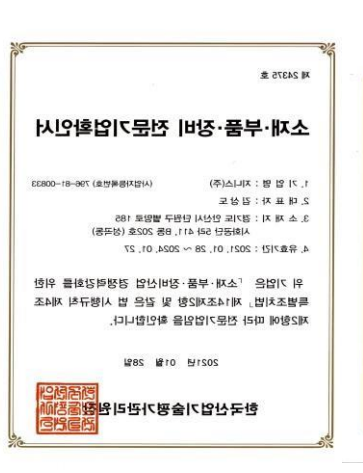 제 24375 호
소재·부품·장비 전문기업확인서
1. 기 업 명 : 지니스(주) (사업자등록번호) 796-81-00833
2. 대 표 자 : 김상도
3. 소 재 지 : 경기도 안산시 단원구 별망로 185
시화공단 5라 411, B동 202호 (성곡동)
4. 유효기간 : 2021. 01. 28 ~ 2024. 01. 27
위 기업은 「소재·부품·장비산업 경쟁력강화를 위한
특별조치법」 제14조제2항 및 같은 법 시행규칙 제4조
제2항에 따라 전문기업임을 확인합니다.
2021년 01월 28일
한국산업기술평가관리원장